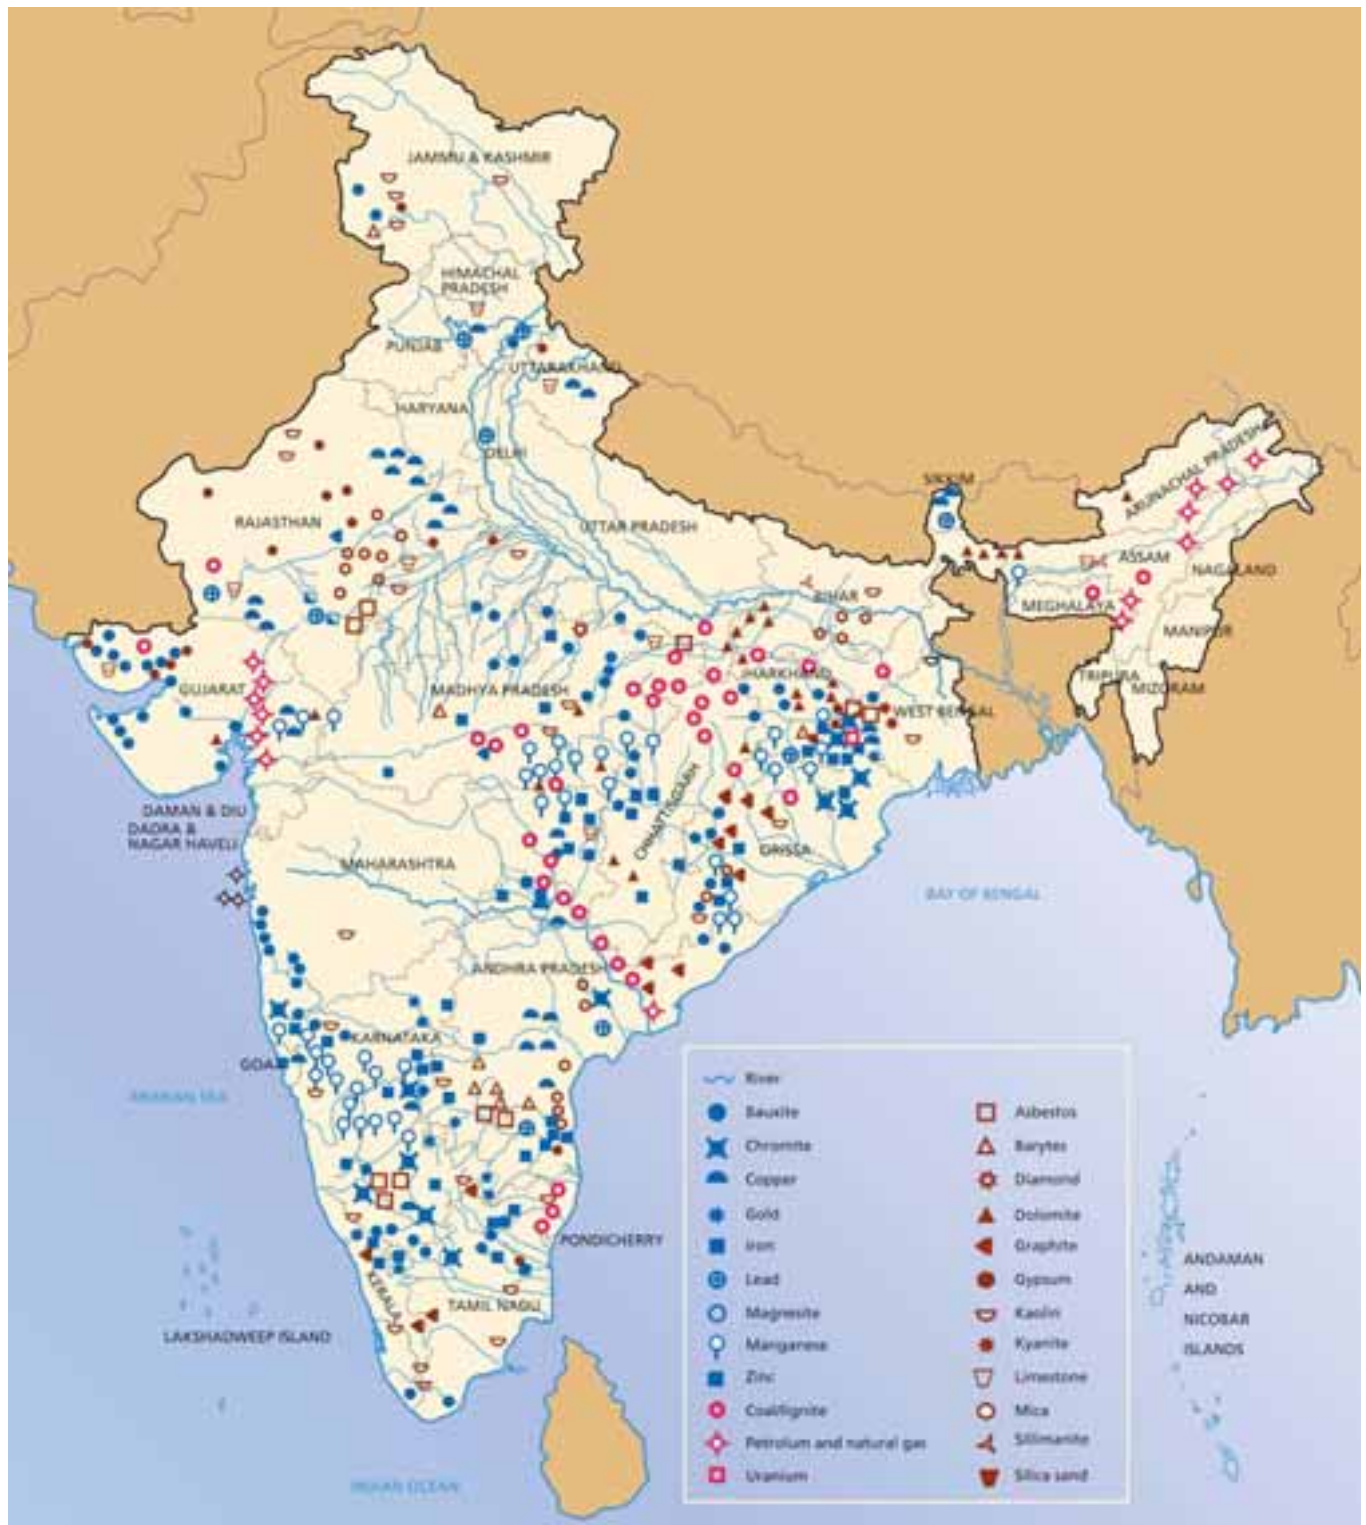 JAMMU & KASHMIR
HIMACHAL
PRADESH
PUNJAB
UTTARAKHAND
HARYANA
DELHI
SIKKIM
ARUNACHAL PRADESH
RAJASTHAN
UTTAR PRADESH
ASSAM
NAGALAND
BIHAR
MEGHALAYA
MANIPUR
TRIPURA
MIZORAM
GUJARAT
MADHYA PRADESH
JHARKHAND
WEST BENGAL
DAMAN & DIU
DADRA &
NAGAR HAVELI
CHHATTISGARH
MAHARASHTRA
ORISSA
BAY OF BENGAL
ANDHRA PRADESH
KARNATAKA
GOA
ARABIAN SEA
PONDICHERRY
KERALA
TAMIL NADU
LAKSHADWEEP ISLAND
INDIAN OCEAN
ANDAMAN
AND
NICOBAR
ISLANDS
River
Bauxite
Chromite
Copper
Gold
Iron
Lead
Magnesite
Manganese
Zinc
Coal/lignite
Petrolum and natural gas
Uranium
Asbestos
Barytes
Diamond
Dolomite
Graphite
Gypsum
Kaolin
Kyanite
Limestone
Mica
Sillimanite
Silica sand